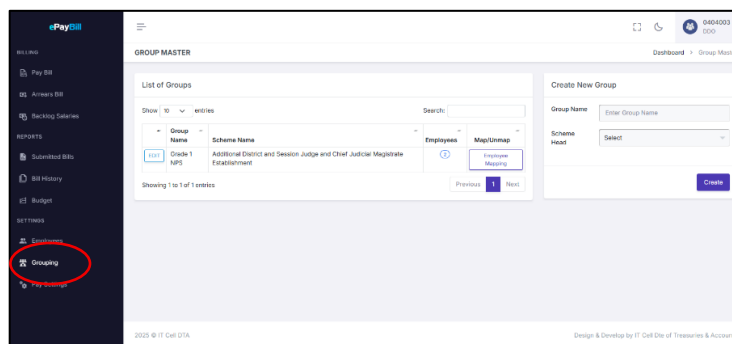 ePayBill
0404003
DDO
BILLING
GROUP MASTER
Dashboard > Group Mast
Pay Bill
Arrears Bill
Backlog Salaries
REPORTS
Submitted Bills
Bill History
Budget
SETTINGS
Employees
Grouping
Pay Settings
List of Groups
Show 10 entries
Search:
Group Name
Scheme Name
Employees
Map/Unmap
EDIT
Grade 1 NPS
Additional District and Session Judge and Chief Judicial Magistrate
Establishment
Employee
Mapping
Showing 1 to 1 of 1 entries
Previous 1 Next
Create New Group
Group Name
Enter Group Name
Scheme
Head
Select
Create
2025 © IT Cell DTA
Design & Develop by IT Cell Dte of Treasuries & Accoun